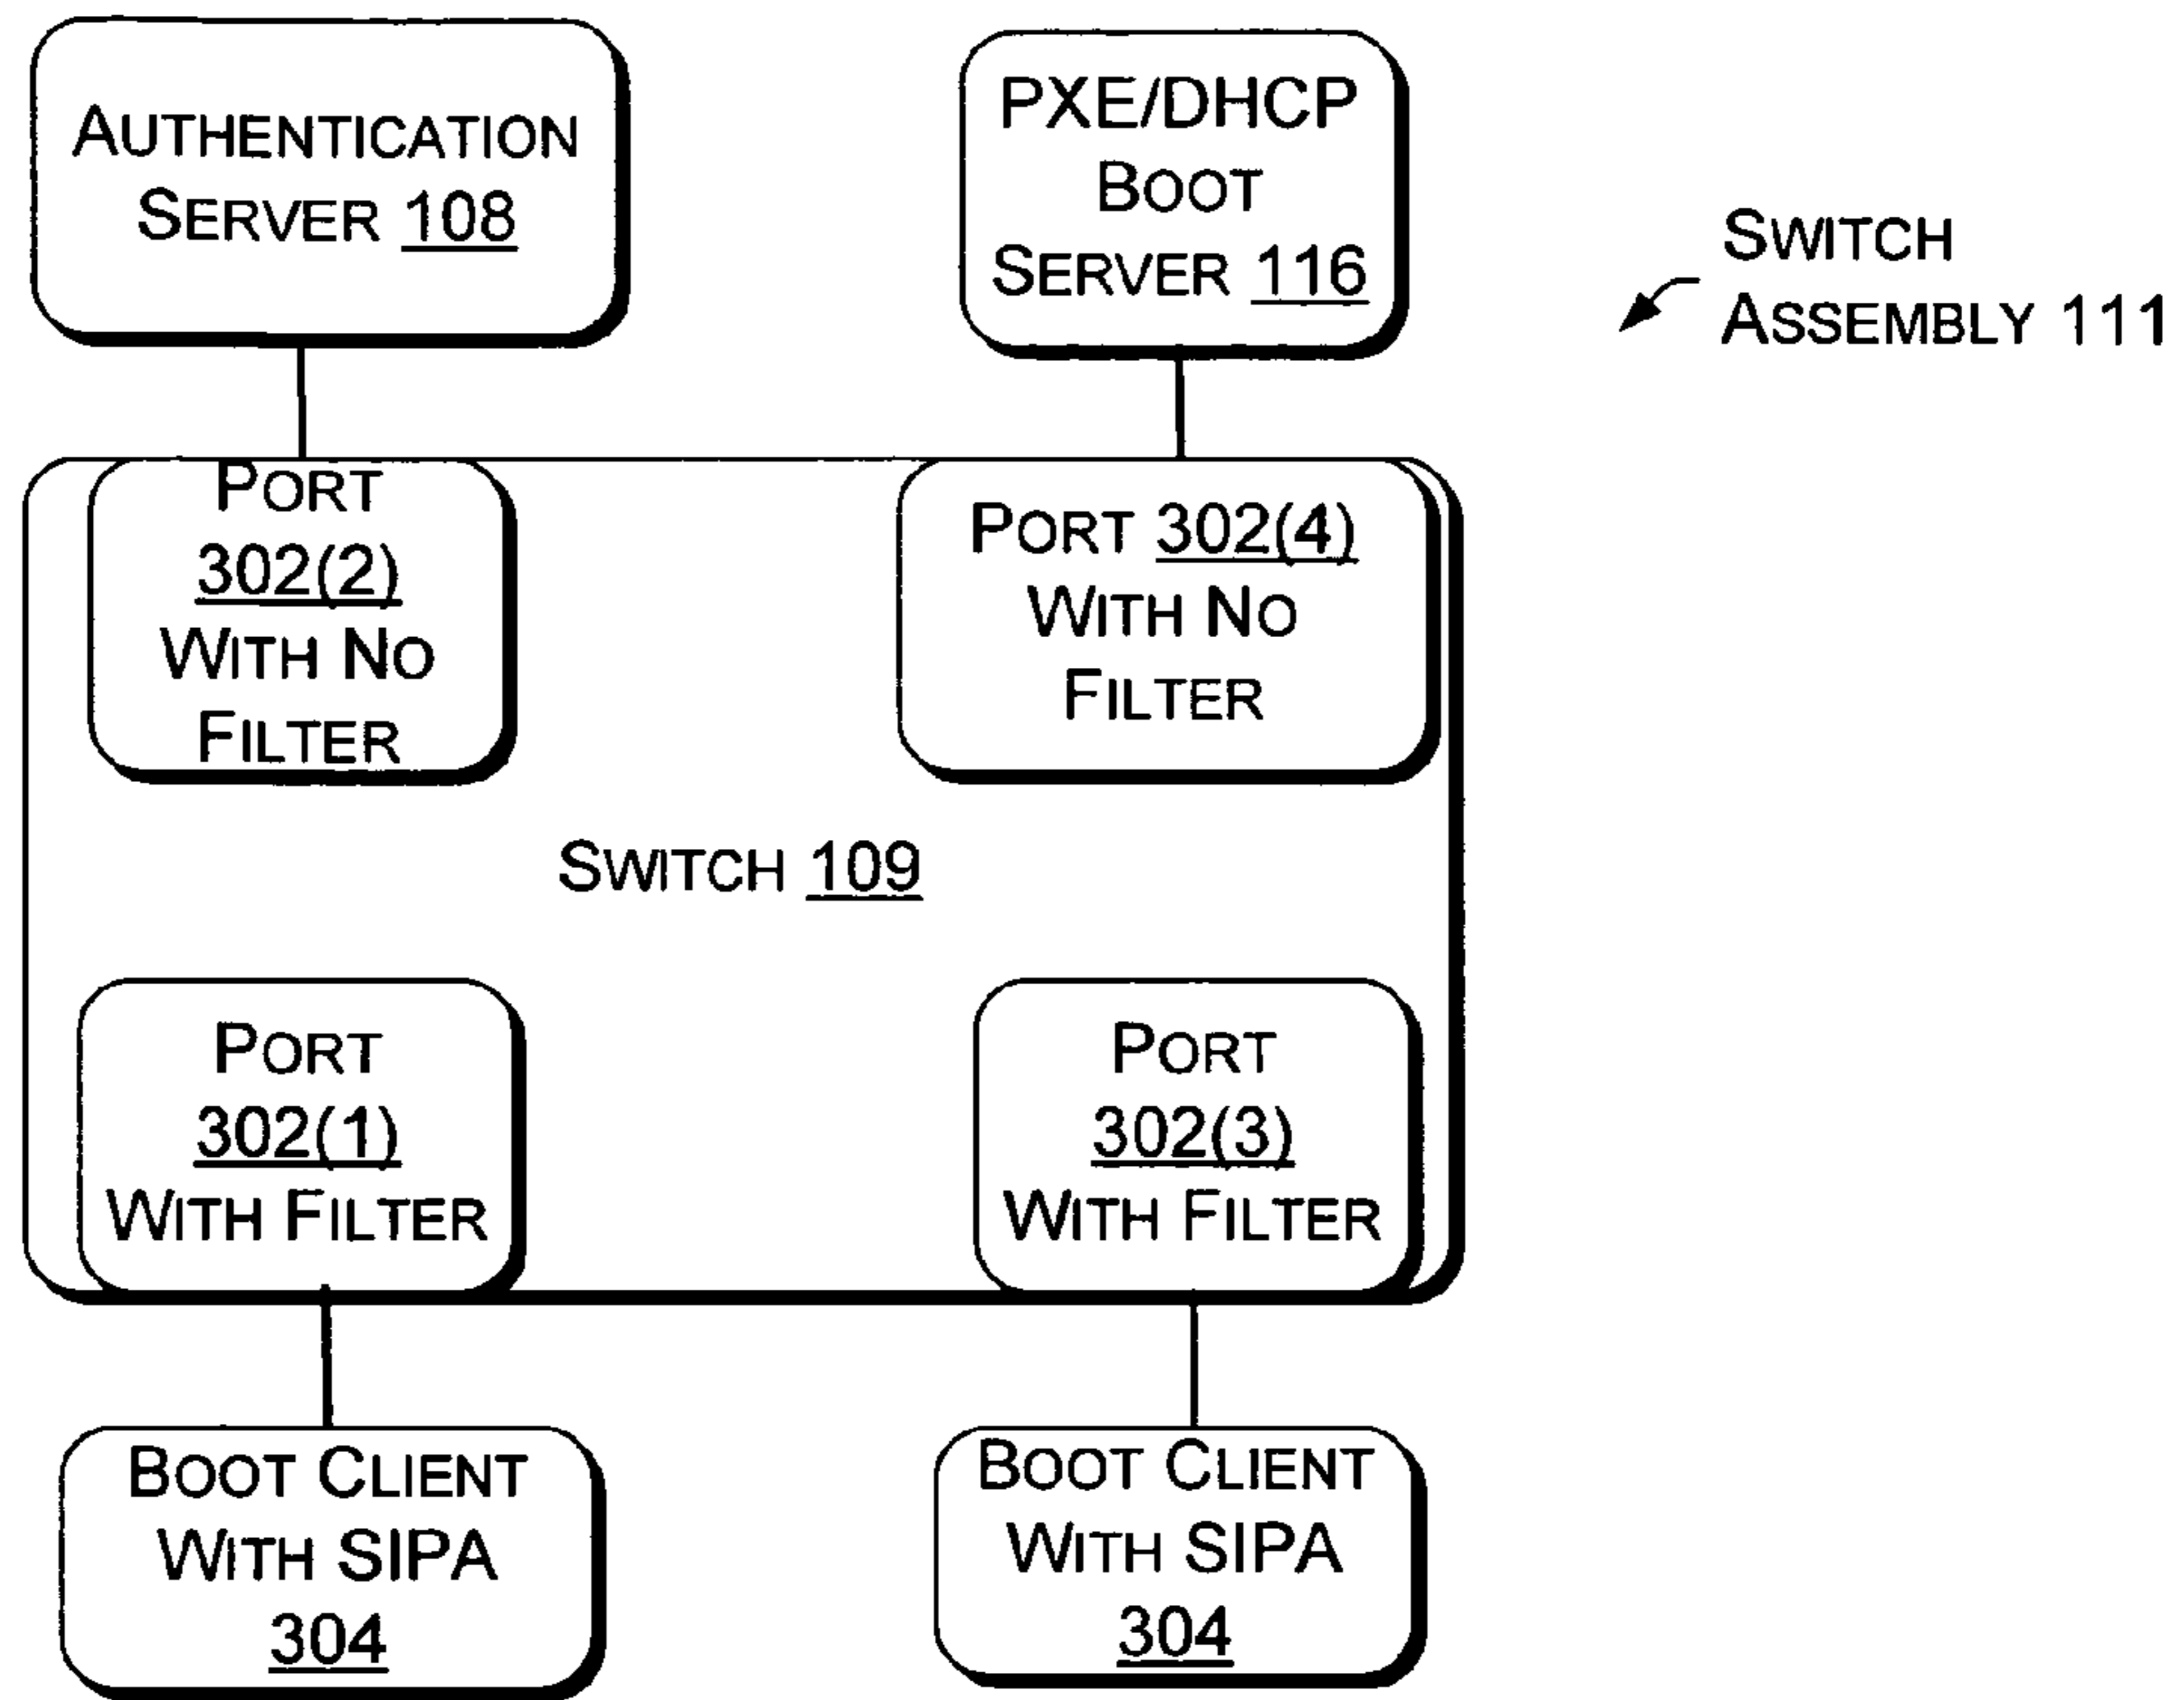 AUTHENTICATION
SERVER 108
PXE/DHCP
BOOT
SERVER 116
SWITCH
ASSEMBLY 111
PORT
302(2)
WITH NO
FILTER
PORT 302(4)
WITH NO
FILTER
SWITCH 109
PORT
302(1)
WITH FILTER
PORT
302(3)
WITH FILTER
BOOT CLIENT
WITH SIPA
304
BOOT CLIENT
WITH SIPA
304